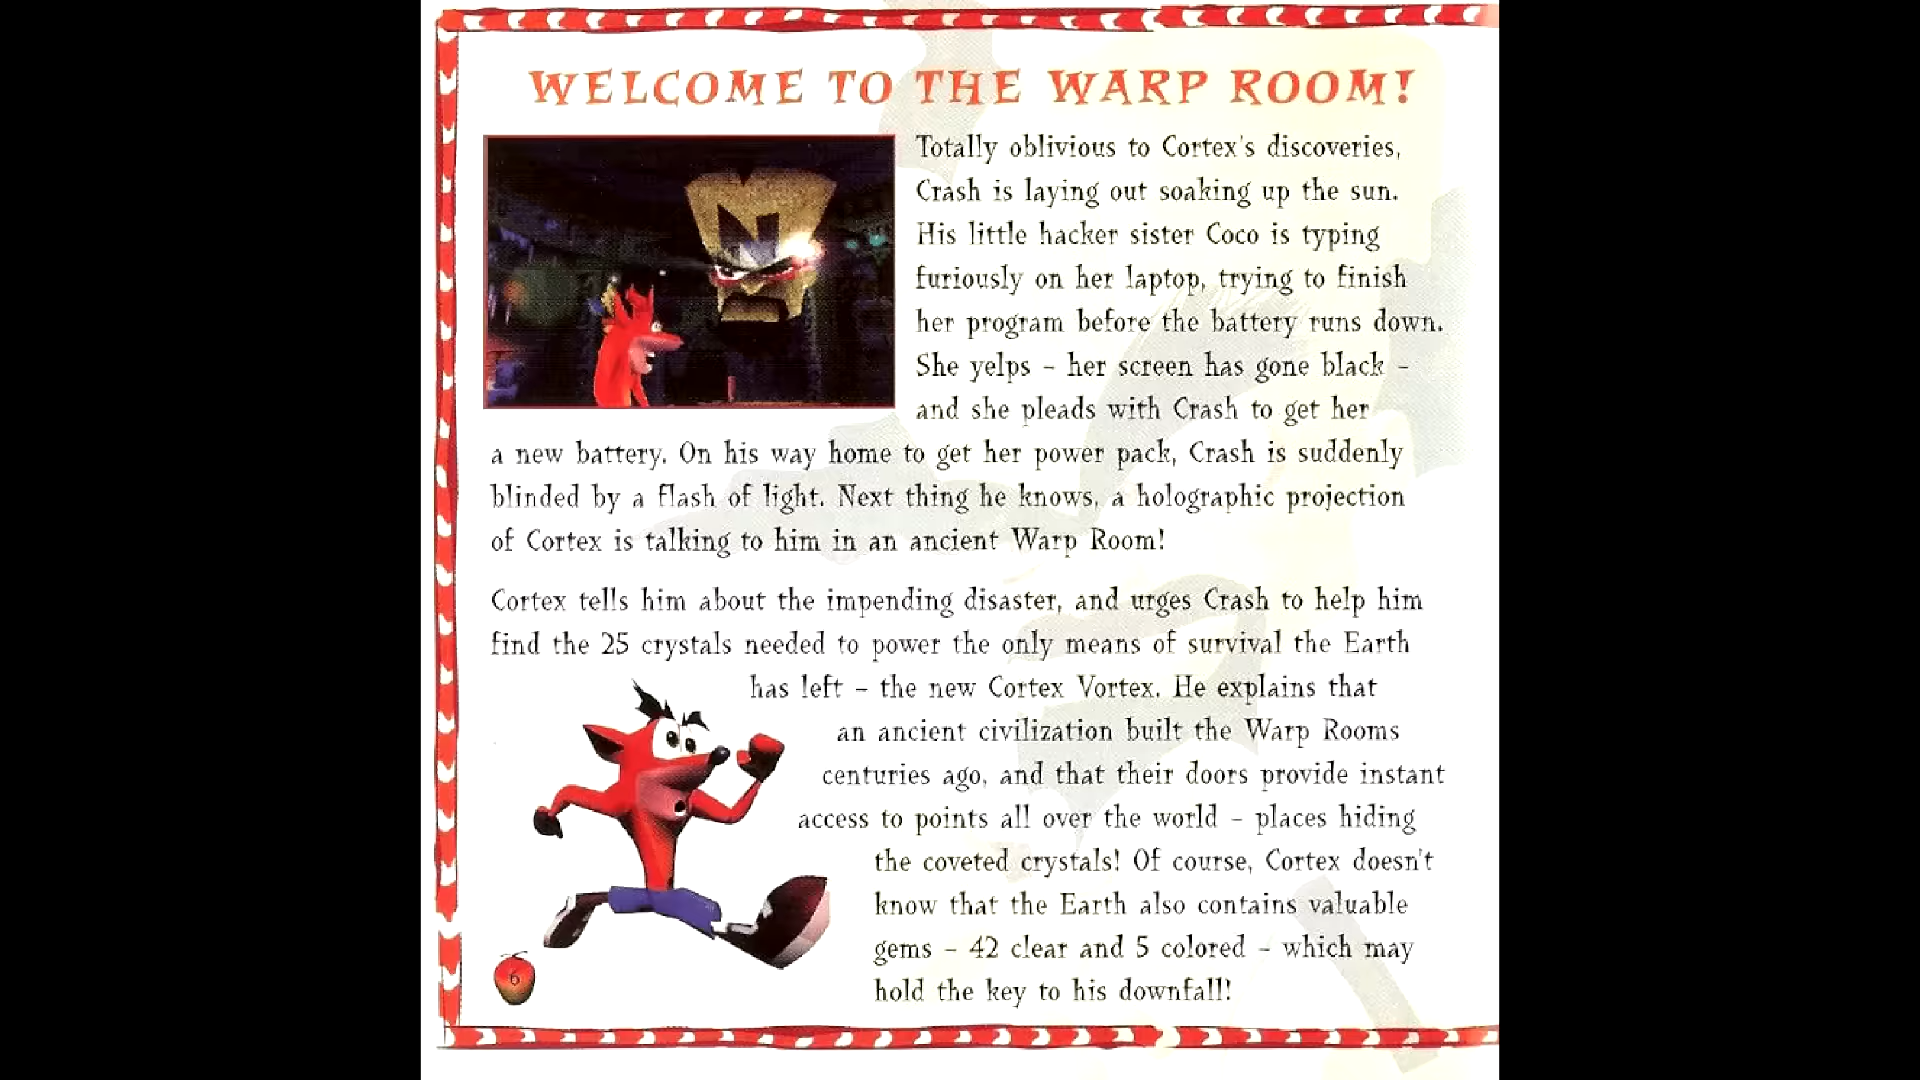 WELCOME TO THE WARP ROOM!
Totally oblivious to Cortex's discoveries,
Crash is laying out soaking up the sun.
His little hacker sister Coco is typing
furiously on her laptop, trying to finish
her program before the battery runs down.
She yelps - her screen has gone black -
and she pleads with Crash to get her
a new battery. On his way home to get her power pack, Crash is suddenly
blinded by a flash of light. Next thing he knows, a holographic projection
of Cortex is talking to him in an ancient Warp Room!
Cortex tells him about the impending disaster, and urges Crash to help him
find the 25 crystals needed to power the only means of survival the Earth
has left - the new Cortex Vortex. He explains that
an ancient civilization built the Warp Rooms
centuries ago, and that their doors provide instant
access to points all over the world - places hiding
the coveted crystals! Of course, Cortex doesn't
know that the Earth also contains valuable
gems - 42 clear and 5 colored - which may
hold the key to his downfall!
N
6